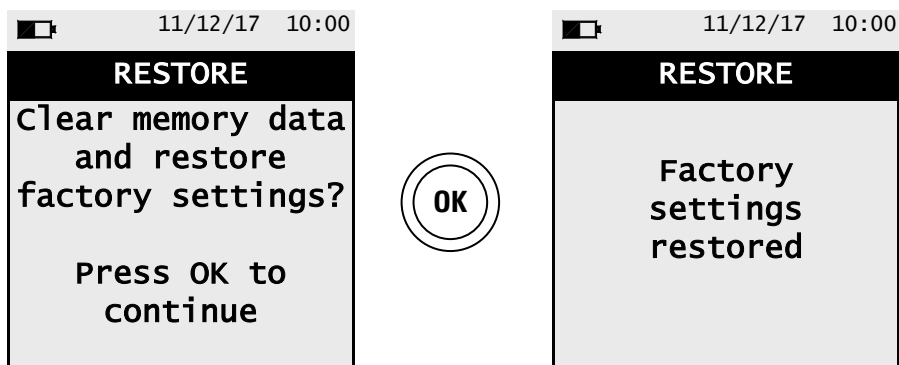 11/12/17 10:00
RESTORE
Clear memory data
and restore
factory settings?
Press OK to
continue
OK
11/12/17 10:00
RESTORE
Factory
settings
restored